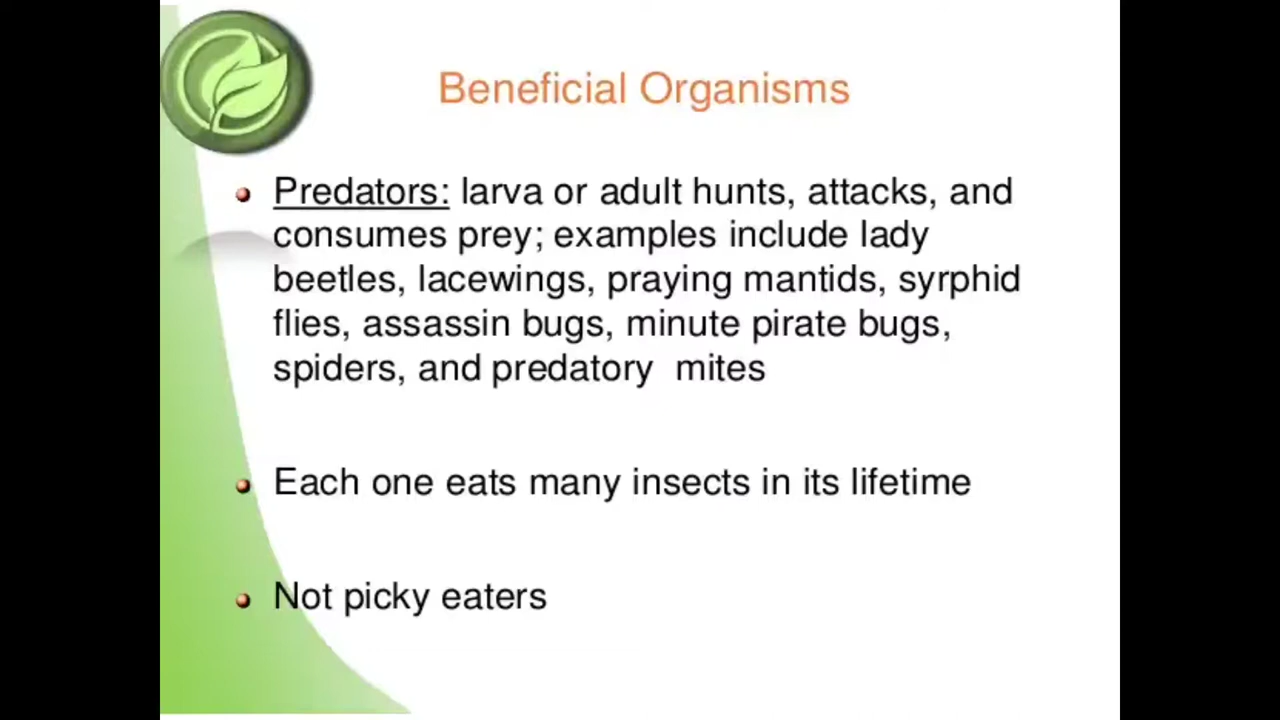 Beneficial Organisms
Predators: larva or adult hunts, attacks, and
consumes prey; examples include lady
beetles, lacewings, praying mantids, syrphid
flies, assassin bugs, minute pirate bugs,
spiders, and predatory  mites
Each one eats many insects in its lifetime
Not picky eaters